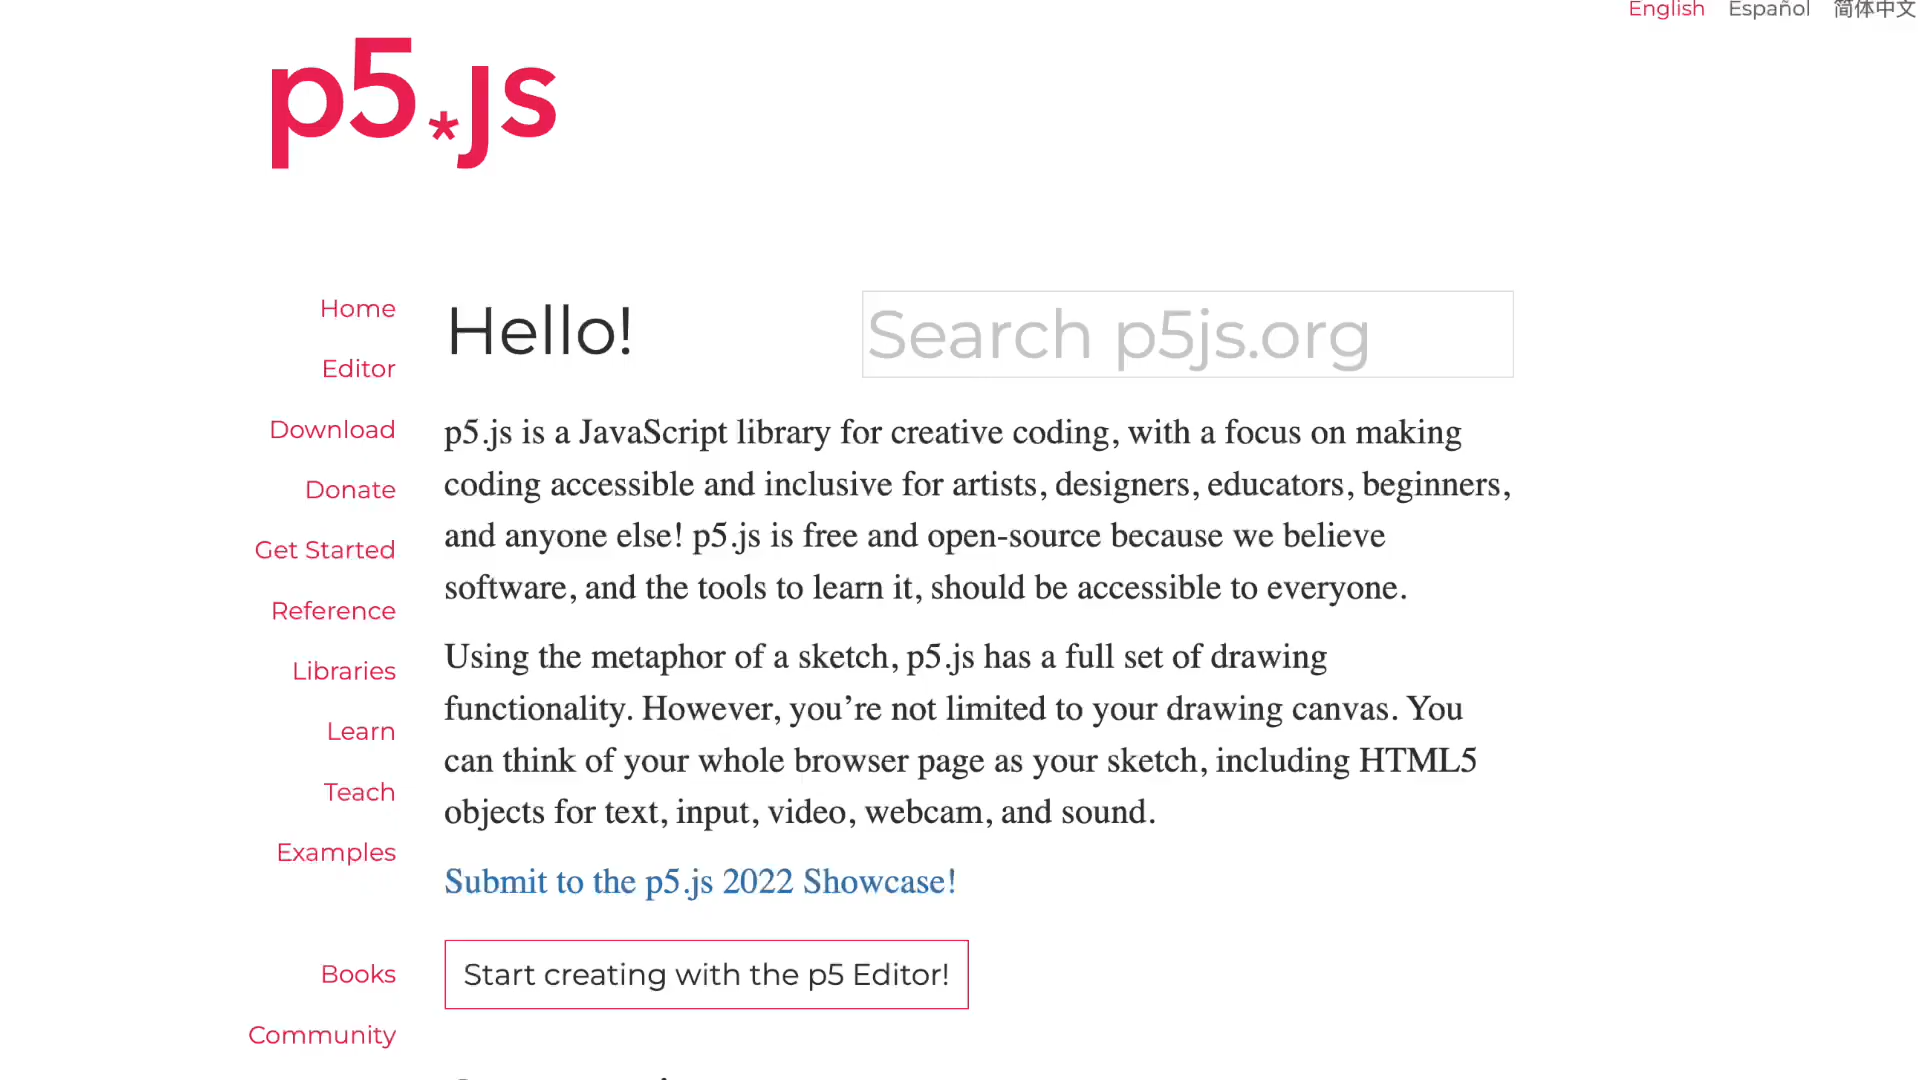 English Español 简体中文
p5*js
Home
Editor
Download
Donate
Get Started
Reference
Libraries
Learn
Teach
Examples
Books
Community
Hello!
Search p5js.org
p5.js is a JavaScript library for creative coding, with a focus on making
coding accessible and inclusive for artists, designers, educators, beginners,
and anyone else! p5.js is free and open-source because we believe
software, and the tools to learn it, should be accessible to everyone.
Using the metaphor of a sketch, p5.js has a full set of drawing
functionality. However, you’re not limited to your drawing canvas. You
can think of your whole browser page as your sketch, including HTML5
objects for text, input, video, webcam, and sound.
Submit to the p5.js 2022 Showcase!
Start creating with the p5 Editor!